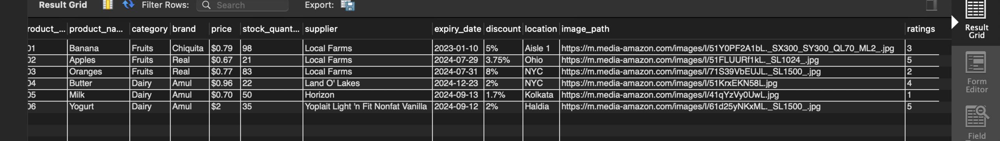 Result Grid Filter Rows: Search Export:
roduct_... product_na... category brand price stock_quant... supplier expiry_date discount location image_path ratings
01 Banana Fruits Chiquita $0.79 98 Local Farms 2023-01-10 5% Aisle 1 https://m.media-amazon.com/images/I/51Y0PF2A1bL._SX300_SY300_QL70_ML2_.jpg 3
02 Apples Fruits Real $0.67 21 Local Farms 2024-07-29 3.75% Ohio https://m.media-amazon.com/images/I/51FLUURf1kL._SL1024_.jpg 5
03 Oranges Fruits Real $0.77 83 Local Farms 2024-07-31 8% NYC https://m.media-amazon.com/images/I/71S39VbEUJL._SL1500_.jpg 2
04 Butter Dairy Amul $0.96 22 Land O' Lakes 2024-12-23 2% NYC https://m.media-amazon.com/images/I/51KrxEKN58L.jpg 4
05 Milk Dairy Amul $0.70 50 Horizon 2024-09-13 1.7% Kolkata https://m.media-amazon.com/images/I/41qYzVy0UwL.jpg 1
06 Yogurt Dairy Amul $2 35 Yoplait Light 'n Fit Nonfat Vanilla 2024-09-12 2% Haldia https://m.media-amazon.com/images/I/61d25yNKxML._SL1500_.jpg 5
Result
Grid
Form
Editor
Field